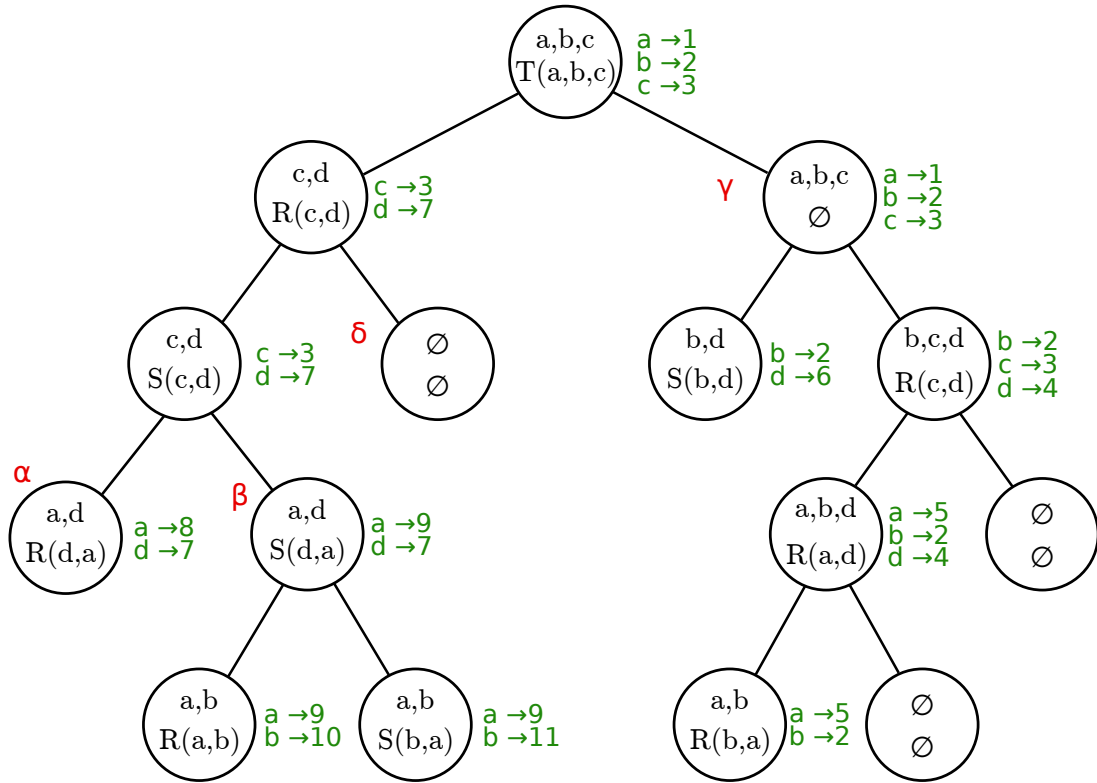 a,b,c
T(a,b,c)
a →1
b →2
c →3
c,d
R(c,d)
c →3
d →7
γ
a,b,c
∅
a →1
b →2
c →3
c,d
S(c,d)
c →3
d →7
δ
∅
∅
b,d
S(b,d)
b →2
d →6
b,c,d
R(c,d)
b →2
c →3
d →4
α
a,d
R(d,a)
a →8
d →7
β
a,d
S(d,a)
a →9
d →7
a,b,d
R(a,d)
a →5
b →2
d →4
∅
∅
a,b
R(a,b)
a →9
b →10
a,b
S(b,a)
a →9
b →11
a,b
R(b,a)
a →5
b →2
∅
∅